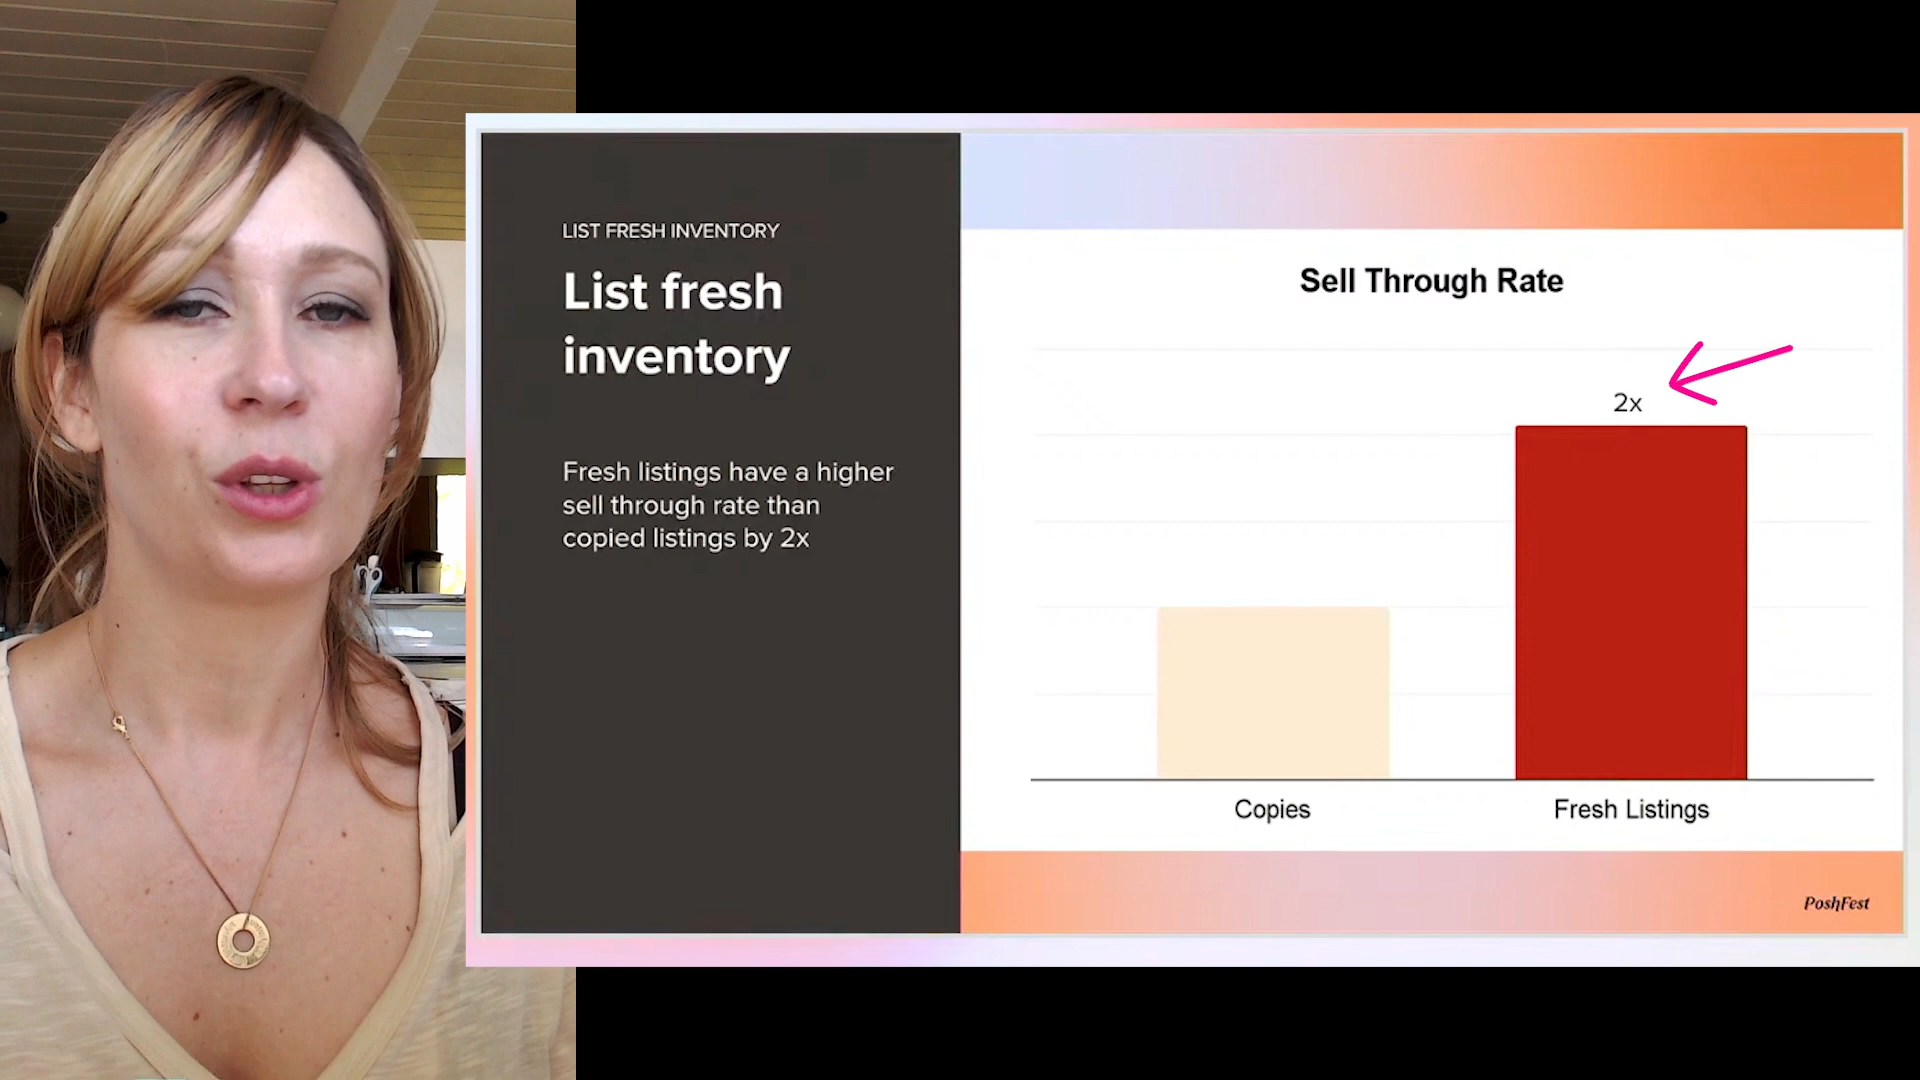 LIST FRESH INVENTORY
List fresh
inventory
Fresh listings have a higher
sell through rate than
copied listings by 2x
Sell Through Rate
2x
Copies
Fresh Listings
PoshFest